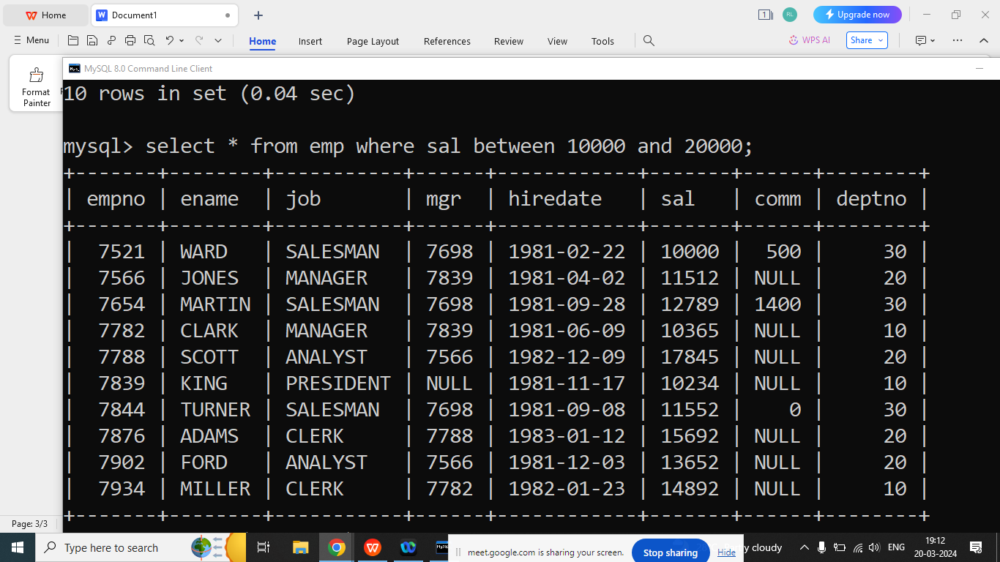 Home
Document1
1
RL
Upgrade now
Menu
Home Insert Page Layout References Review View Tools
WPS AI
Share
Format
Painter
MySQL 8.0 Command Line Client
10 rows in set (0.04 sec)
mysql> select * from emp where sal between 10000 and 20000;
+-------+--------+-----------+------+------------+-------+------+--------+
| empno | ename  | job       | mgr  | hiredate   | sal   | comm | deptno |
+-------+--------+-----------+------+------------+-------+------+--------+
|  7521 | WARD   | SALESMAN  | 7698 | 1981-02-22 | 10000 |  500 |     30 |
|  7566 | JONES  | MANAGER   | 7839 | 1981-04-02 | 11512 | NULL |     20 |
|  7654 | MARTIN | SALESMAN  | 7698 | 1981-09-28 | 12789 | 1400 |     30 |
|  7782 | CLARK  | MANAGER   | 7839 | 1981-06-09 | 10365 | NULL |     10 |
|  7788 | SCOTT  | ANALYST   | 7566 | 1982-12-09 | 17845 | NULL |     20 |
|  7839 | KING   | PRESIDENT | NULL | 1981-11-17 | 10234 | NULL |     10 |
|  7844 | TURNER | SALESMAN  | 7698 | 1981-09-08 | 11552 |    0 |     30 |
|  7876 | ADAMS  | CLERK     | 7788 | 1983-01-12 | 15692 | NULL |     20 |
|  7902 | FORD   | ANALYST   | 7566 | 1981-12-03 | 13652 | NULL |     20 |
|  7934 | MILLER | CLERK     | 7782 | 1982-01-23 | 14892 | NULL |     10 |
+-------+--------+-----------+------+------------+-------+------+--------+
Page: 3/3
Type here to search
meet.google.com is sharing your screen.
Stop sharing
Hide
cloudy
ENG
19:12
20-03-2024